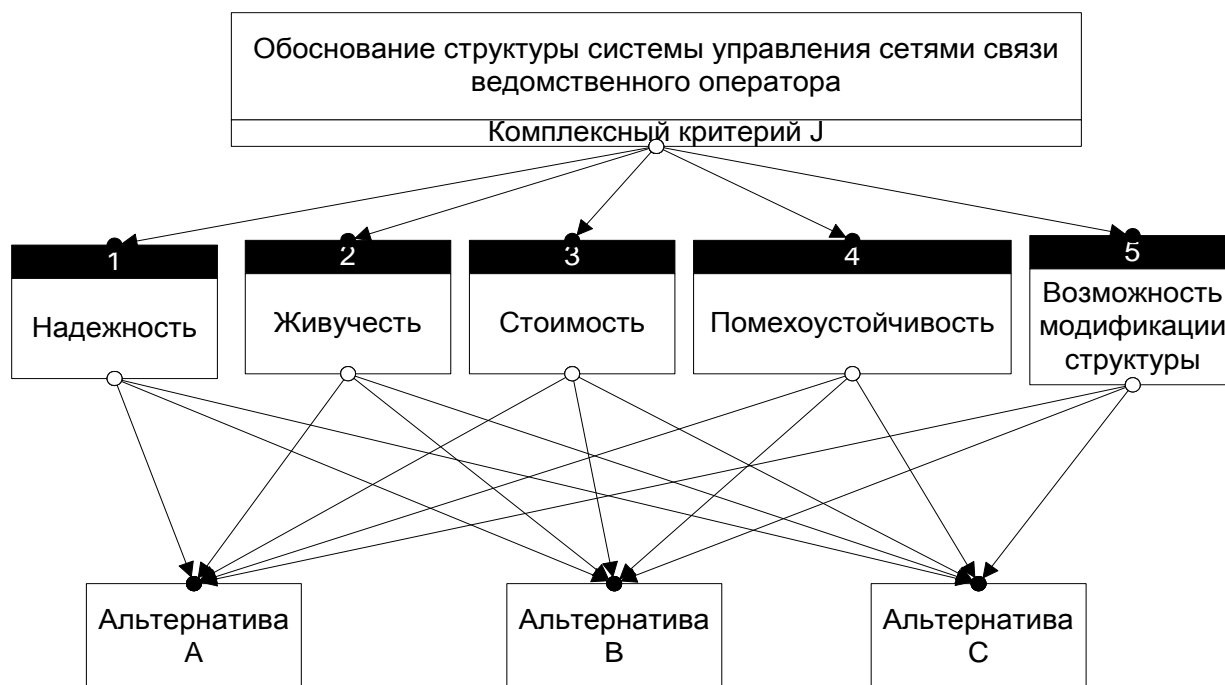 Обоснование структуры системы управления сетями связи
ведомственного оператора
Комплексный критерий J
1
2
3
4
5
Надежность
Живучесть
Стоимость
Помехоустойчивость
Возможность
модификации
структуры
Альтернатива
A
Альтернатива
B
Альтернатива
C